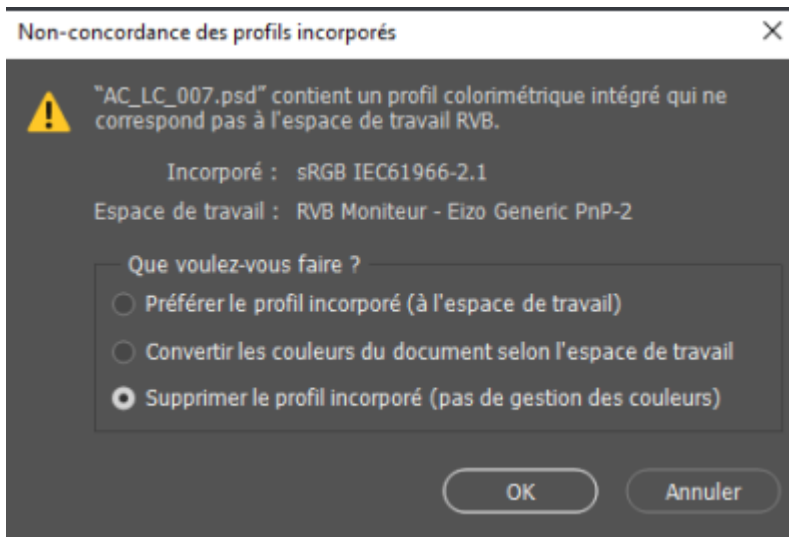 Non-concordance des profils incorporés
“AC_LC_007.psd” contient un profil colorimétrique intégré qui ne
correspond pas à l'espace de travail RVB.
Incorporé : sRGB IEC61966-2.1
Espace de travail : RVB Moniteur - Eizo Generic PnP-2
Que voulez-vous faire ?
Préférer le profil incorporé (à l'espace de travail)
Convertir les couleurs du document selon l'espace de travail
Supprimer le profil incorporé (pas de gestion des couleurs)
OK Annuler